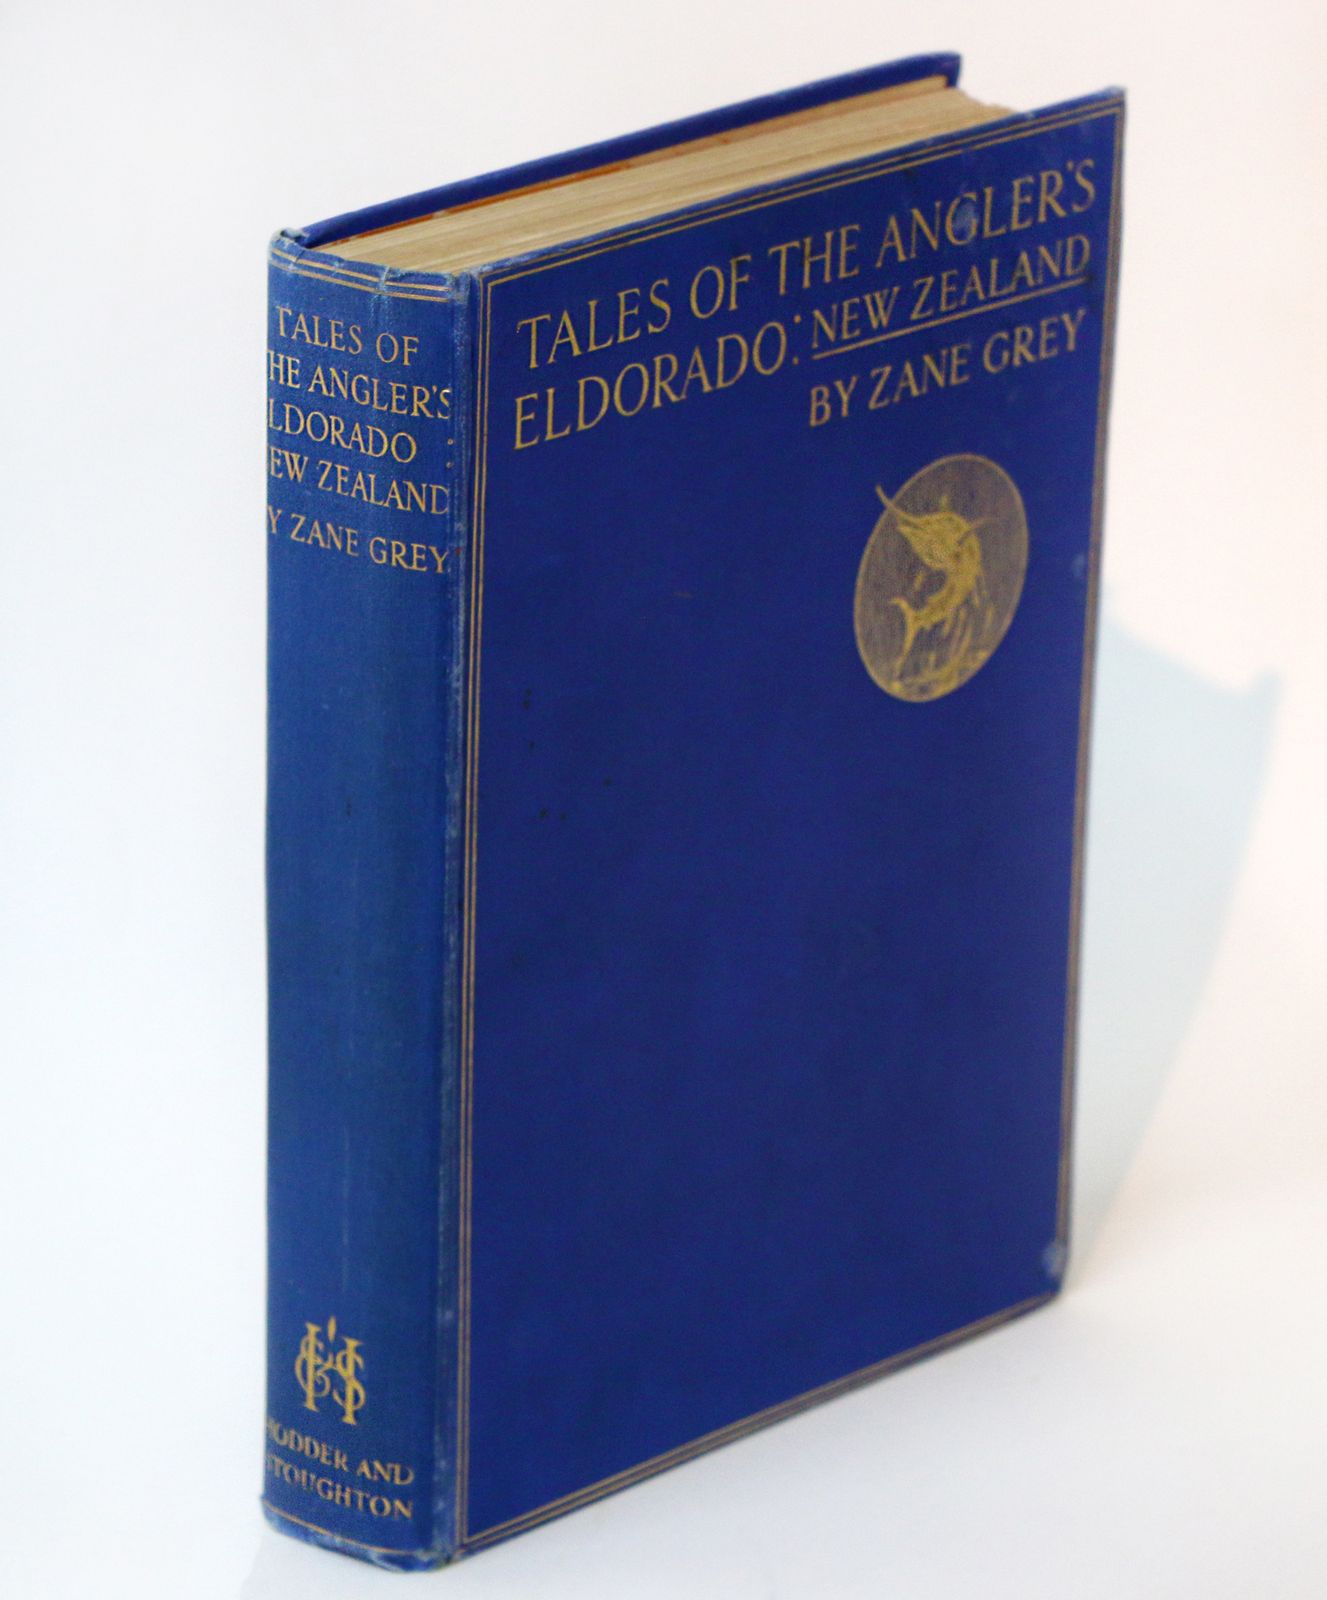 TALES OF THE ANGLER'S
ELDORADO: NEW ZEALAND
BY ZANE GREY
TALES OF
THE ANGLER'S
ELDORADO :
NEW ZEALAND
BY ZANE GREY
H&S
HODDER AND
STOUGHTON